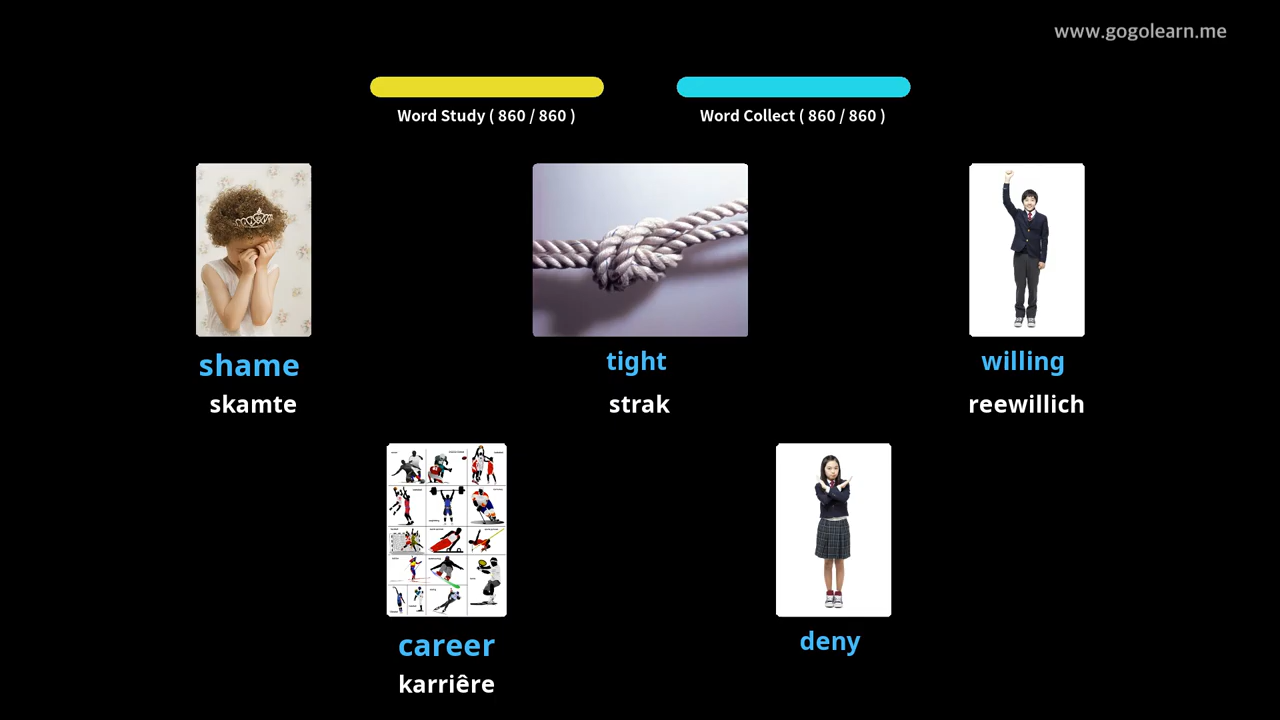 www.gogolearn.me
Word Study ( 860 / 860 )
Word Collect ( 860 / 860 )
shame
tight
willing
skamte
strak
reewillich
career
deny
karriêre